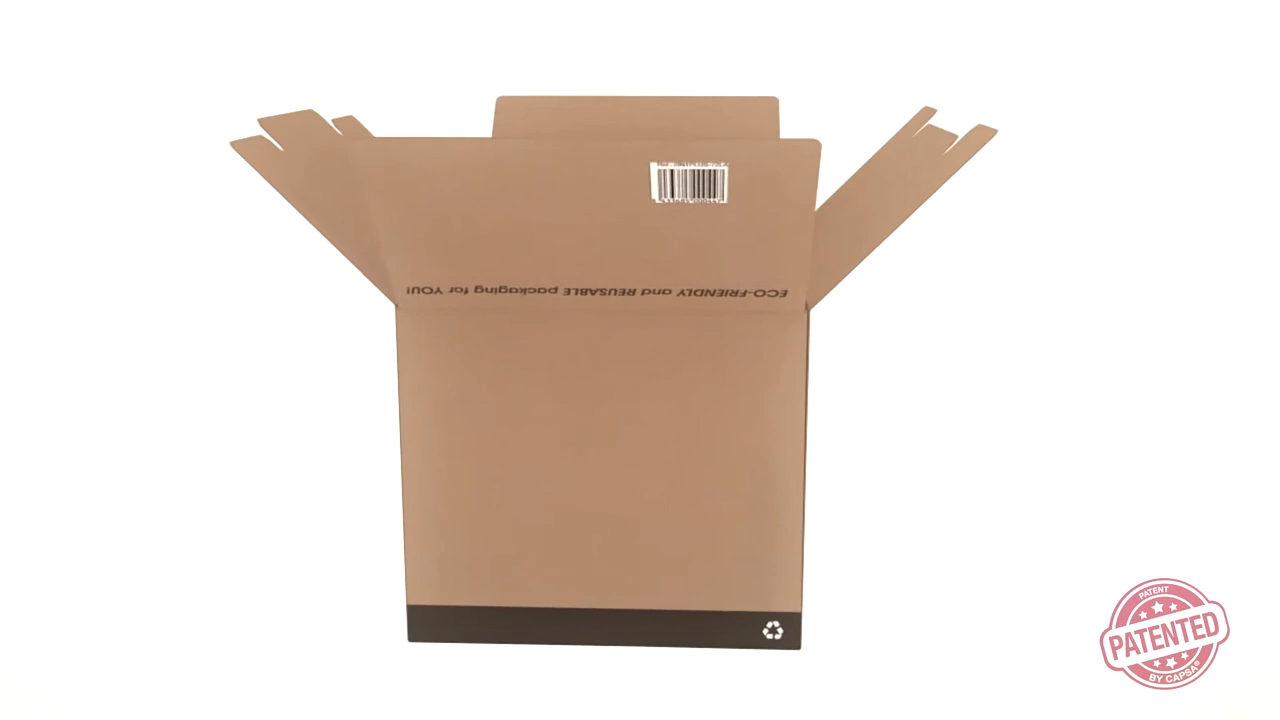 ECO-FRIENDLY and REUSABLE packaging for YOU!
PATENT
PATENTED
BY CAPSA®